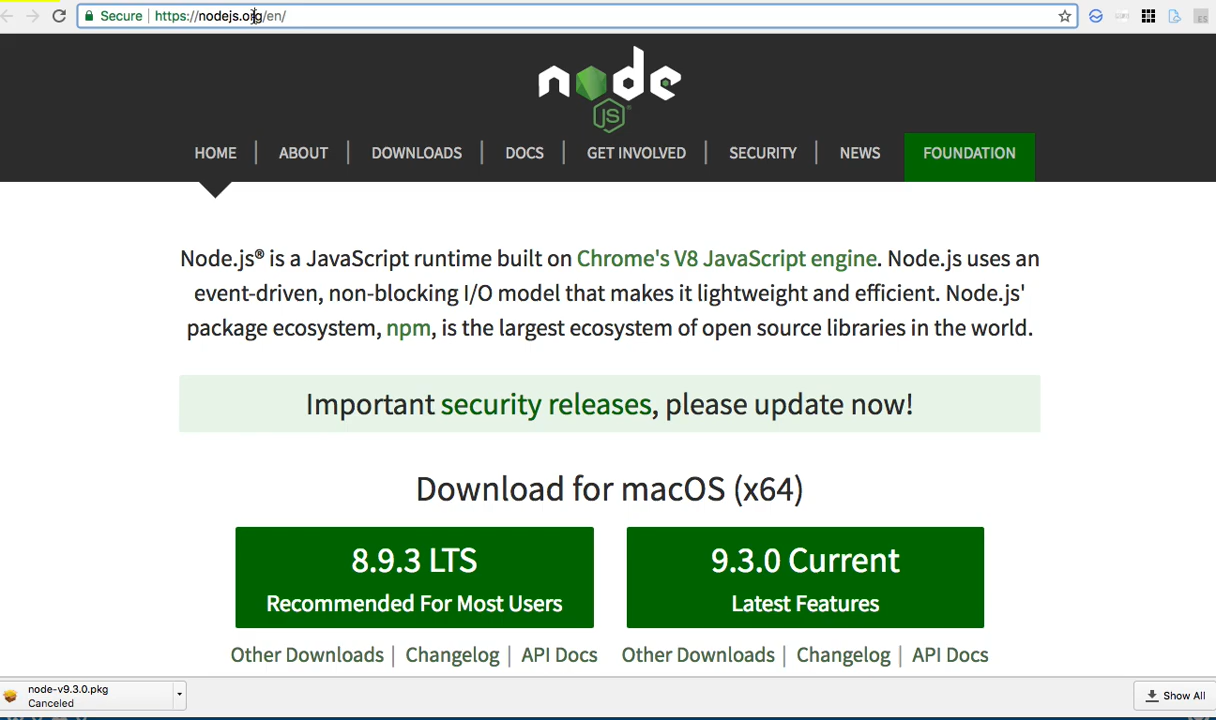 Secure | https://nodejs.org/en/
node
JS
HOME | ABOUT | DOWNLOADS | DOCS | GET INVOLVED | SECURITY | NEWS FOUNDATION
Node.js® is a JavaScript runtime built on Chrome's V8 JavaScript engine. Node.js uses an
event-driven, non-blocking I/O model that makes it lightweight and efficient. Node.js'
package ecosystem, npm, is the largest ecosystem of open source libraries in the world.
Important security releases, please update now!
Download for macOS (x64)
8.9.3 LTS
Recommended For Most Users
9.3.0 Current
Latest Features
Other Downloads | Changelog | API Docs
Other Downloads | Changelog | API Docs
node-v9.3.0.pkg
Canceled
Show All